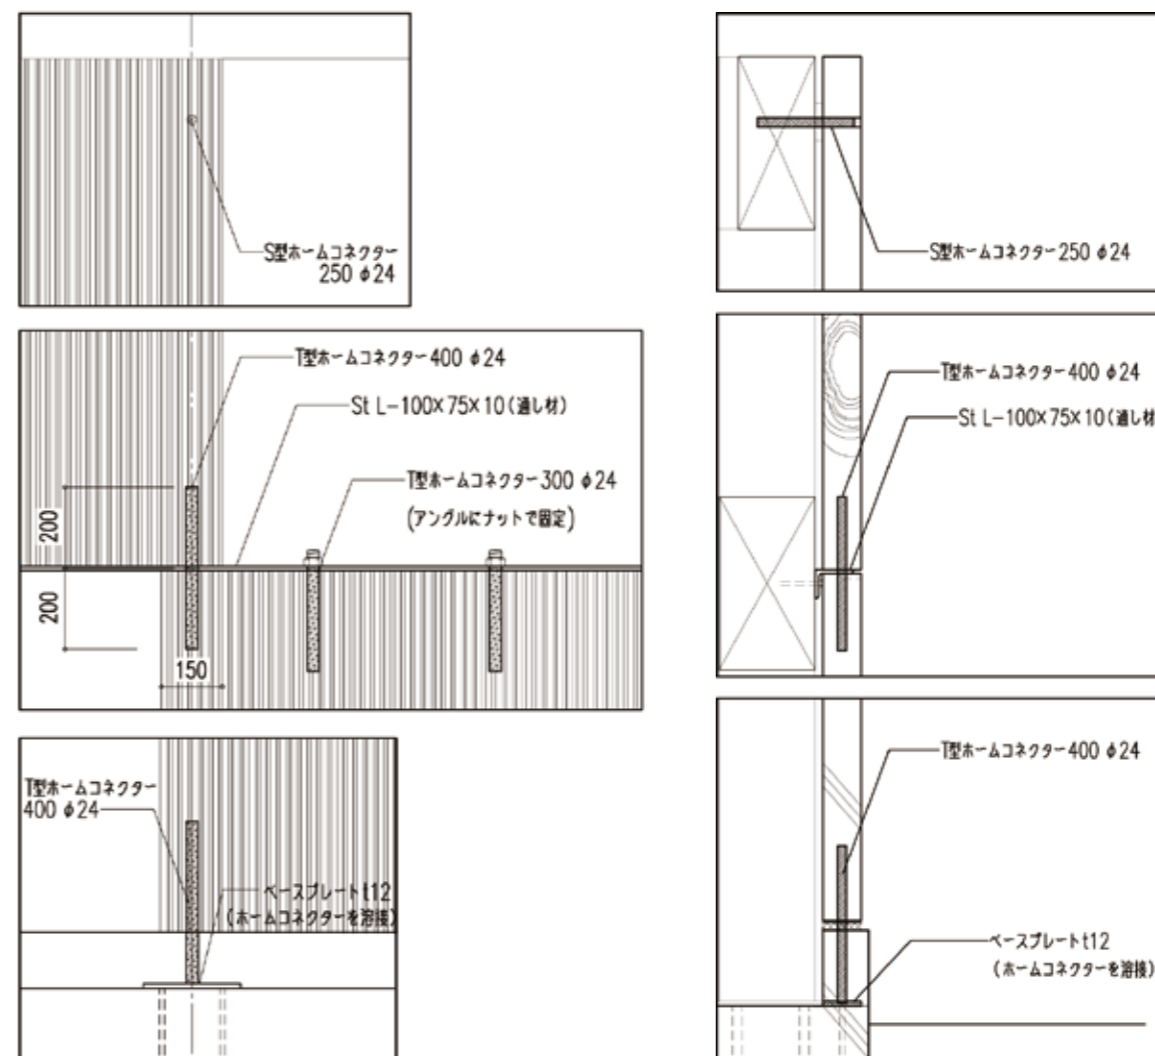 S型ホームコネクター
250 φ24
T型ホームコネクター400 φ24
St L-100×75×10(通し材)
T型ホームコネクター300 φ24
(アングルにナットで固定)
200
200
150
T型ホームコネクター
400 φ24
ベースプレートt12
(ホームコネクターを溶接)
S型ホームコネクター250 φ24
T型ホームコネクター400 φ24
St L-100×75×10(通し材
T型ホームコネクター400 φ24
ベースプレートt12
(ホームコネクターを溶接)